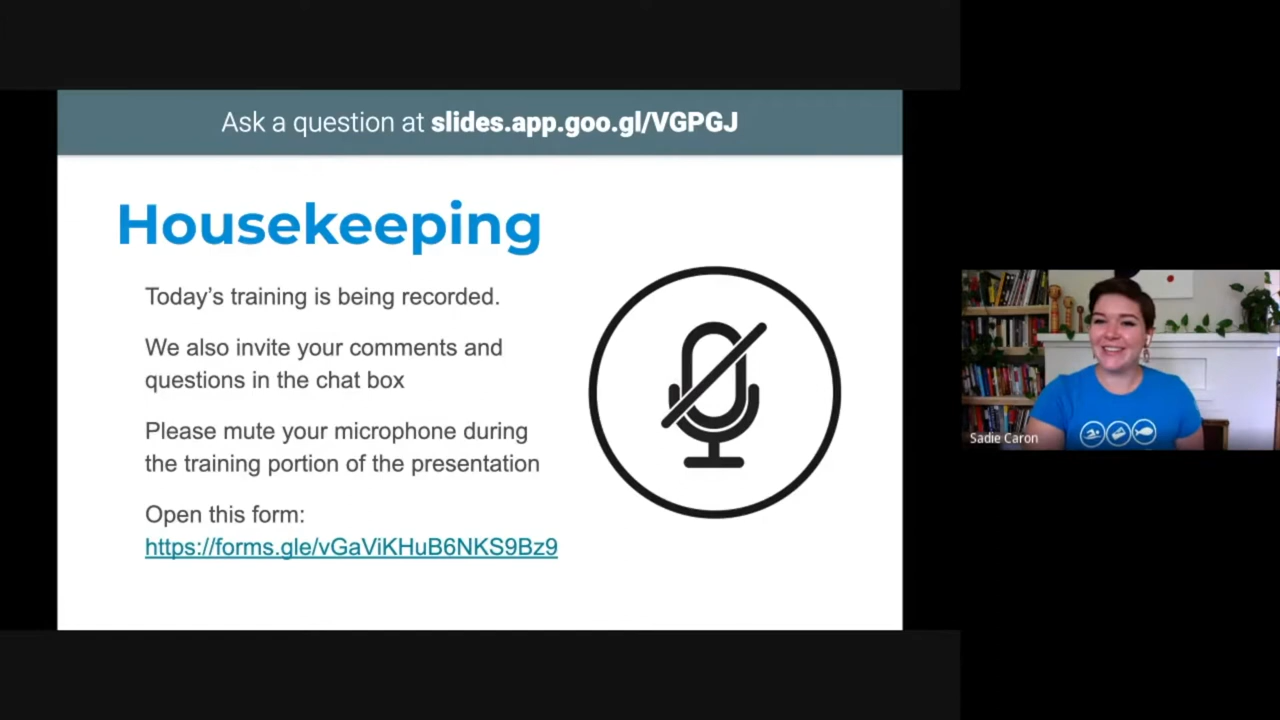 Ask a question at slides.app.goo.gl/VGPGJ
Housekeeping
Today's training is being recorded.
We also invite your comments and
questions in the chat box
Please mute your microphone during
the training portion of the presentation
Open this form:
https://forms.gle/vGaViKHuB6NKS9Bz9
Sadie Caron